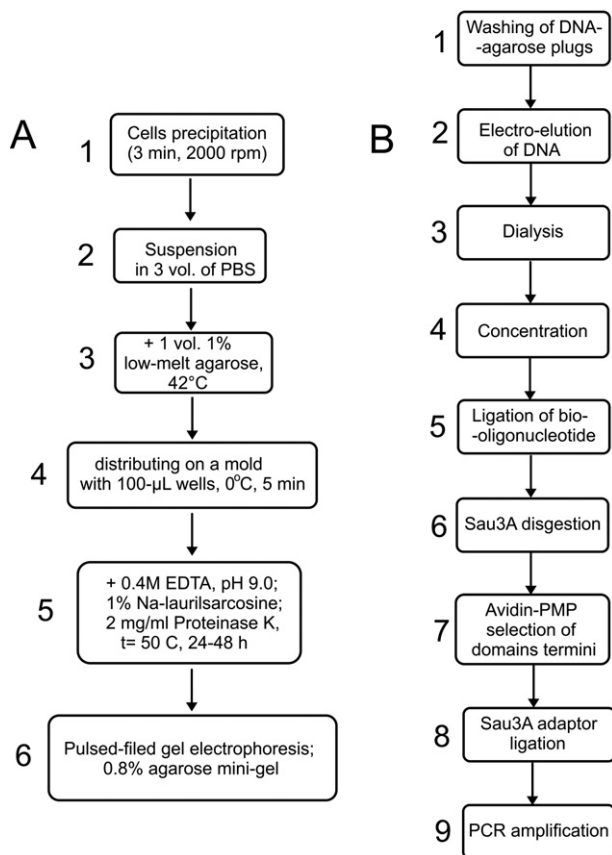 A
1
Cells precipitation
(3 min, 2000 rpm)
2
Suspension
in 3 vol. of PBS
3
+ 1 vol. 1%
low-melt agarose,
42°C
4
distributing on a mold
with 100-µL wells, 0°C, 5 min
5
+ 0.4M EDTA, pH 9.0;
1% Na-laurilsarcosine;
2 mg/ml Proteinase K,
t= 50 C, 24-48 h
6
Pulsed-filed gel electrophoresis;
0.8% agarose mini-gel
B
1
Washing of DNA-
-agarose plugs
2
Electro-elution
of DNA
3
Dialysis
4
Concentration
5
Ligation of bio-
-oligonucleotide
6
Sau3A disgestion
7
Avidin-PMP
selection of
domains termini
8
Sau3A adaptor
ligation
9
PCR amplification